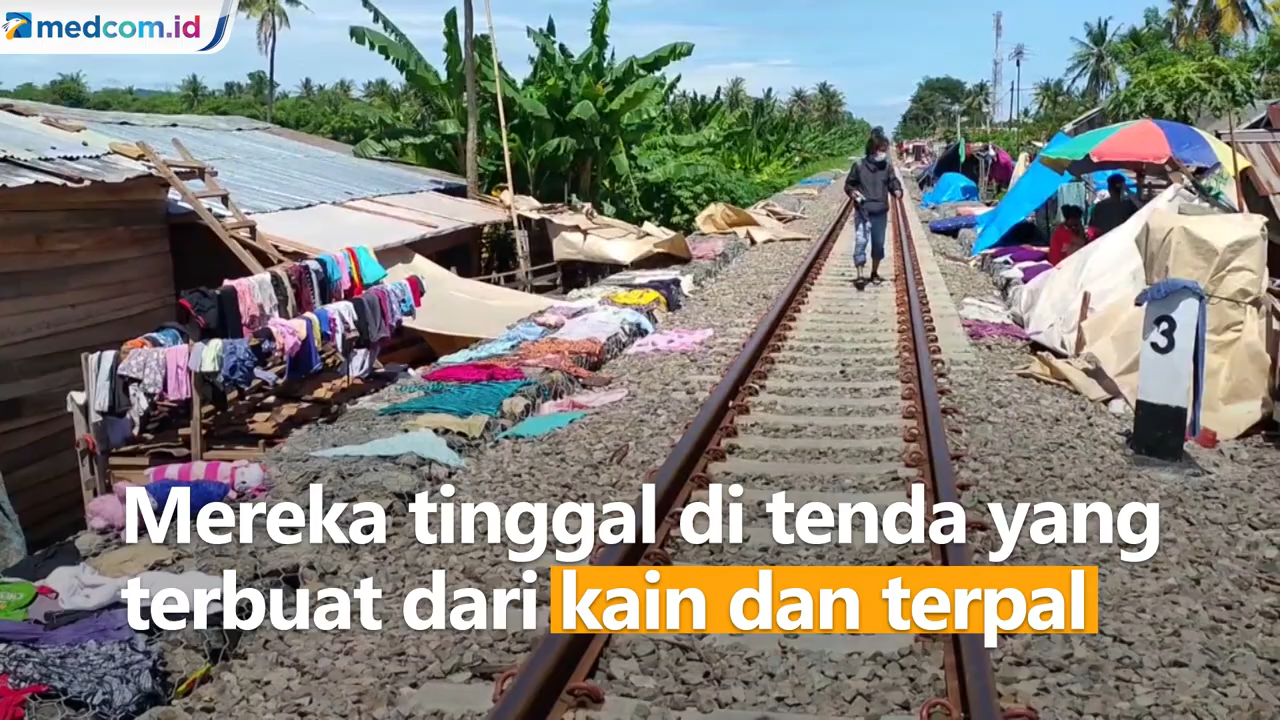 medcom.id
3
Mereka tinggal di tenda yang
terbuat dari kain dan terpal